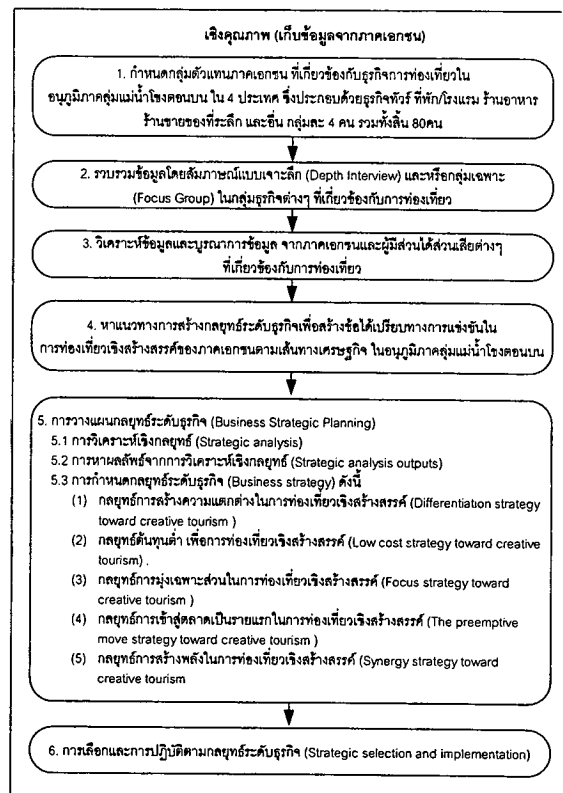 เชิงคุณภาพ (เก็บข้อมูลจากภาคเอกชน)
1. กำหนดกลุ่มตัวแทนภาคเอกชน ที่เกี่ยวข้องกับธุรกิจการท่องเที่ยวใน
อนุภูมิภาคลุ่มแม่น้ำโขงตอนบน ใน 4 ประเทศ ซึ่งประกอบด้วยธุรกิจทัวร์ ที่พัก/โรงแรม ร้านอาหาร
ร้านขายของที่ระลึก และอื่น กลุ่มละ 4 คน รวมทั้งสิ้น 80คน
2. รวบรวมข้อมูลโดยสัมภาษณ์แบบเจาะลึก (Depth Interview) และหรือกลุ่มเฉพาะ
(Focus Group) ในกลุ่มธุรกิจต่างๆ ที่เกี่ยวข้องกับการท่องเที่ยว
3. วิเคราะห์ข้อมูลและบูรณาการข้อมูล จากภาคเอกชนและผู้มีส่วนได้ส่วนเสียต่างๆ
ที่เกี่ยวข้องกับการท่องเที่ยว
4. หาแนวทางการสร้างกลยุทธ์ระดับธุรกิจเพื่อสร้างข้อได้เปรียบทางการแข่งขันใน
การท่องเที่ยวเชิงสร้างสรรค์ของภาคเอกชนตามเส้นทางเศรษฐกิจ ในอนุภูมิภาคลุ่มแม่น้ำโขงตอนบน
5. การวางแผนกลยุทธ์ระดับธุรกิจ (Business Strategic Planning)
5.1 การวิเคราะห์เชิงกลยุทธ์ (Strategic analysis)
5.2 การหาผลลัพธ์จากการวิเคราะห์เชิงกลยุทธ์ (Strategic analysis outputs)
5.3 การกำหนดกลยุทธ์ระดับธุรกิจ (Business strategy) ดังนี้
(1) กลยุทธ์การสร้างความแตกต่างในการท่องเที่ยวเชิงสร้างสรรค์ (Differentiation strategy
toward creative tourism )
(2) กลยุทธ์ต้นทุนต่ำ เพื่อการท่องเที่ยวเชิงสร้างสรรค์ (Low cost strategy toward creative
tourism) .
(3) กลยุทธ์การมุ่งเฉพาะส่วนในการท่องเที่ยวเชิงสร้างสรรค์ (Focus strategy toward
creative tourism )
(4) กลยุทธ์การเข้าสู่ตลาดเป็นรายแรกในการท่องเที่ยวเชิงสร้างสรรค์ (The preemptive
move strategy toward creative tourism )
(5) กลยุทธ์การสร้างพลังในการท่องเที่ยวเชิงสร้างสรรค์ (Synergy strategy toward
creative tourism
6. การเลือกและการปฏิบัติตามกลยุทธ์ระดับธุรกิจ (Strategic selection and implementation)